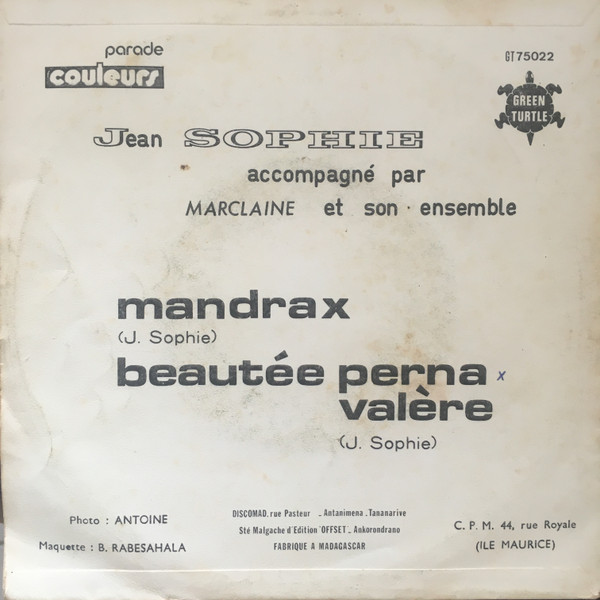 parade
couleurs
GT75022
GREEN
TURTLE
Jean SOPHIE
accompagné par
MARCLAINE et son ensemble
mandrax
(J. Sophie)
beautée perna x
valère
(J. Sophie)
Photo : ANTOINE
Maquette : B. RABESAHALA
DISCOMAD, rue Pasteur _ Antanimena _ Tananarive
Sté Malgache d'Edition "OFFSET"_ Ankorondrano
FABRIQUE A MADAGASCAR
C. P. M. 44, rue Royale
(ILE MAURICE)